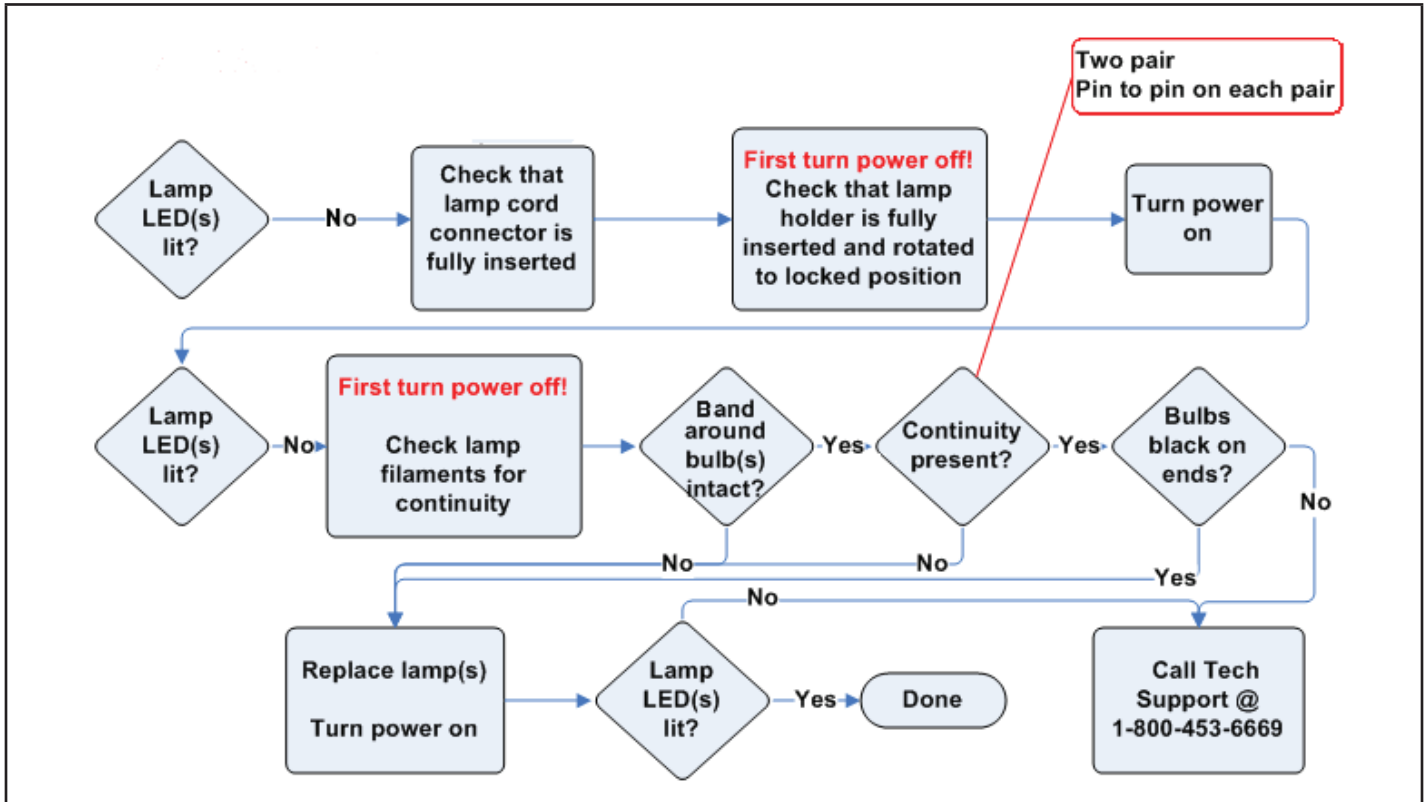 Two pair
Pin to pin on each pair
Lamp
LED(s)
lit?
No
Check that
lamp cord
connector is
fully inserted
First turn power off!
Check that lamp
holder is fully
inserted and rotated
to locked position
Turn power
on
Lamp
LED(s)
lit?
No
First turn power off!
Check lamp
filaments for
continuity
Band
around
bulb(s)
intact?
Yes
Continuity
present?
Yes
Bulbs
black on
ends?
No
No
No
Yes
No
Replace lamp(s)
Turn power on
Lamp
LED(s)
lit?
Yes
Done
Call Tech
Support @
1-800-453-6669